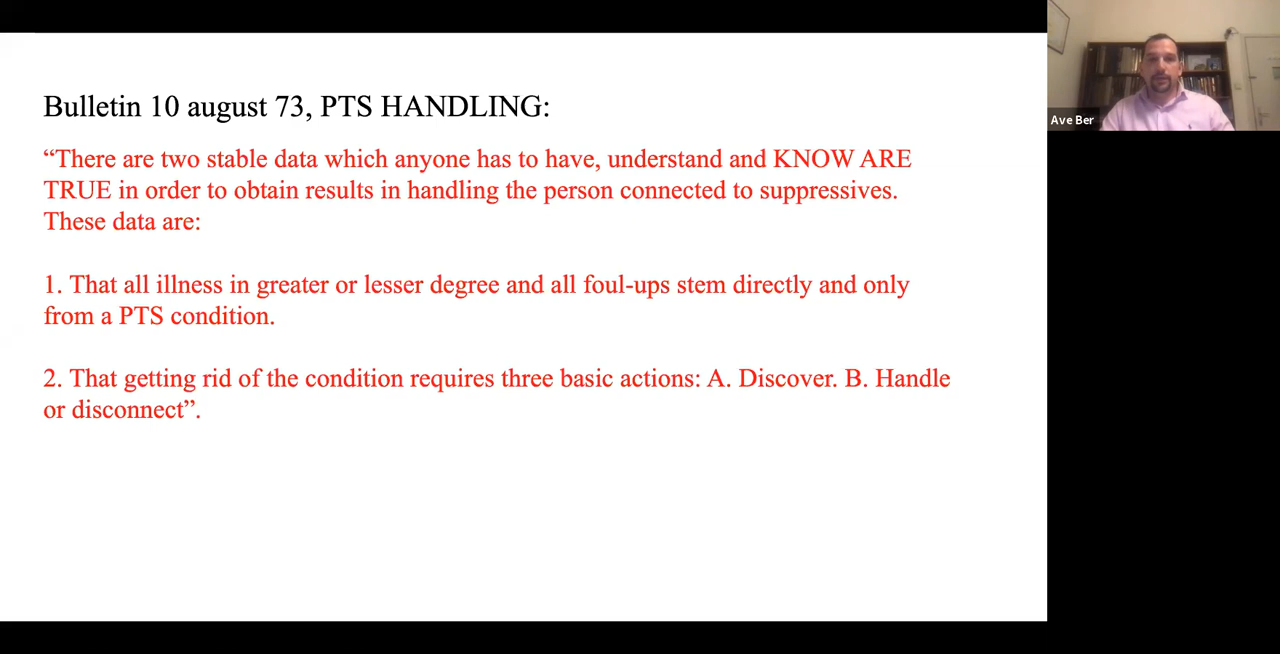 Bulletin 10 august 73, PTS HANDLING:
“There are two stable data which anyone has to have, understand and KNOW ARE
TRUE in order to obtain results in handling the person connected to suppressives.
These data are:
1. That all illness in greater or lesser degree and all foul-ups stem directly and only
from a PTS condition.
2. That getting rid of the condition requires three basic actions: A. Discover. B. Handle
or disconnect”.
Ave Ber